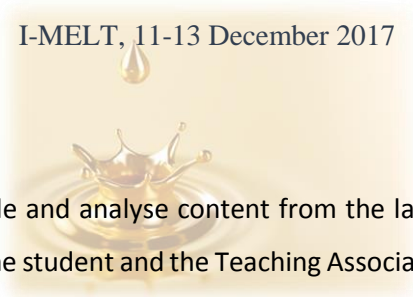 I-MELT, 11-13 December 2017
and analyse content from the
student and the Teaching